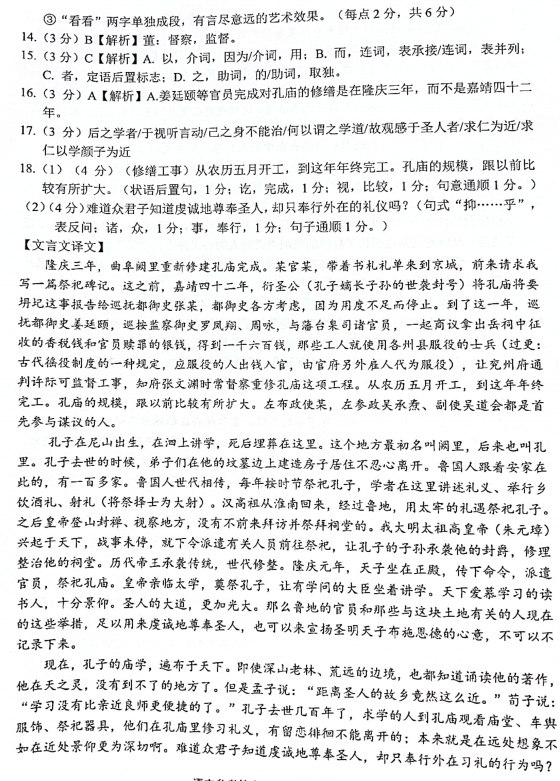 ③“看看”两字单独成段，有言尽意远的艺术效果。（每点2分，共6分）
14.（3分）B【解析】董：督察，监督。
15.（3分）C【解析】A. 以，介词，因为/介词，用；B. 而，连词，表承接/连词，表并列；
C. 者，定语后置标志；D. 之，助词，的/助词，取独。
16.（3 分）A【解析】A.姜廷颐等官员完成对孔庙的修缮是在隆庆三年，而不是嘉靖四十二
年。
17.（3 分）后之学者/于视听言动/己之身不能治/何以谓之学道/故观感于圣人者/求仁为近/求
仁以学颜子为近
18.（1）（4 分）（修缮工事）从农历五月开工，到这年年终完工。孔庙的规模，跟以前比
较有所扩大。（状语后置句，1分；讫，完成，1分；视，比较，1分；句意通顺1分。）
（2）（4分）难道众君子知道虔诚地尊奉圣人，却只奉行外在的礼仪吗？（句式“抑……乎”，
表反问；诸，众，1分；事，奉行，1分；句子通顺1分。）
【文言文译文】
隆庆三年，曲阜阙里重新修建孔庙完成。某官某，带着书札礼单来到京城，前来请求我
写一篇祭祀碑记。这之前，嘉靖四十二年，衍圣公（孔子嫡长子孙的世袭封号）将孔庙将要
坍圮这事报告给巡抚都御史张某，都御史各方考虑，因为用度不足而停止。到了这一年，巡
抚都御史姜廷颐，巡按监察御史罗凤翔、周咏，与藩台臬司诸官员，一起商议拿出岳祠中征
收的香税钱和官员赎罪的锾钱，得到一千六百钱，那些工人就使用各州县服役的士兵（过更：
古代徭役制度的一种规定，应服役的人出钱入官，由官府另外雇人代为服役），让兖州府通
判许际可监督工事，知府张文渊时常督察重修孔庙这项工程。从农历五月开工，到这年年终
完工。孔庙的规模，跟以前比较有所扩大。左布政使某，左参政吴承焘、副使吴道会都是首
先参与谋议的人。
孔子在尼山出生，在泗上讲学，死后埋葬在这里。这个地方最初名叫阙里，后来也叫孔
里。孔子去世的时候，弟子们在他的坟墓边上建造房子居住不忍心离开。鲁国人跟着安家在
此的，有一百多家。鲁国人世代相传，每年按时节祭祀孔子，学者在这里讲述礼义、举行乡
饮酒礼、射礼（将祭择士为大射）。汉高祖从淮南回来，经过鲁地，用太牢的礼遇祭祀孔子。
之后皇帝登山封禅、视察地方，没有不前来拜访并祭拜祠堂的。我大明太祖高皇帝（朱元璋）
兴起于天下，战事未停，就下令派遣有关人员前往祭祀，让孔子的子孙承袭他的封爵，修理
整治他的祠堂。历代帝王承袭传统，世代修整。隆庆元年，天子坐在正殿，传下命令，派遣
官员，祭祀孔庙。皇帝亲临太学，奠祭孔子，让有学问的大臣坐着讲学。天下爱慕学习的读
书人，十分景仰。圣人的大道，更加光大。那么鲁地的官员和那些与这块土地有关的人现在
的这些举措，足以用来虔诚地尊奉圣人，也可以来宣扬圣明天子布施恩德的心意，不可以不
记录下来。
现在，孔子的庙学，遍布于天下。即使深山老林、荒远的边境，也都知道诵读他的著作，
他在天之灵，没有到不了的地方了。但是孟子说：“距离圣人的故乡竟然这么近。”荀子说：
“学习没有比亲近良师更便捷的了。”孔子去世几百年了，求学的人到孔庙观看庙堂、车舆
服饰、祭祀器具，他们在孔庙里修习礼义，有留恋徘徊不能离开的；本来就是在远处想象不
如在近处景仰更为深切啊。难道众君子知道虔诚地尊奉圣人，却只奉行外在习礼的行为吗？